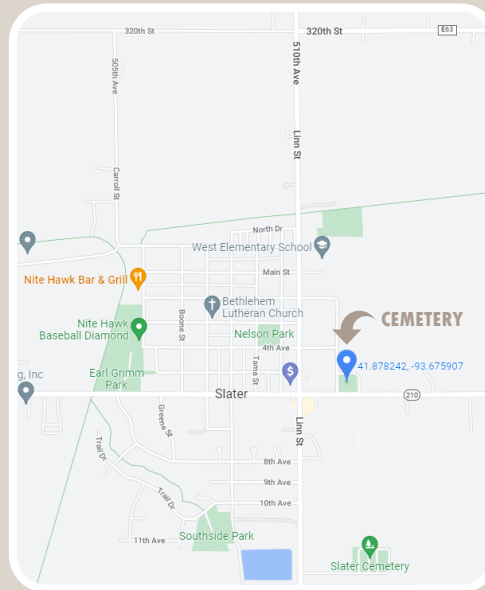 320th St
320th St
E63
510th Ave
505th Ave
Linn St
Carroll St
North Dr
West Elementary School
Main St
Nite Hawk Bar & Grill
Bethlehem
Lutheran Church
Boone St
CEMETERY
Nite Hawk
Baseball Diamond
Nelson Park
4th Ave
41.878242, -93.675907
Tama St
Earl Grimm
Park
g, Inc
Slater
210
Greene St
Linn St
Trail Dr
8th Ave
9th Ave
Trail Dr
10th Ave
Southside Park
11th Ave
Slater Cemetery